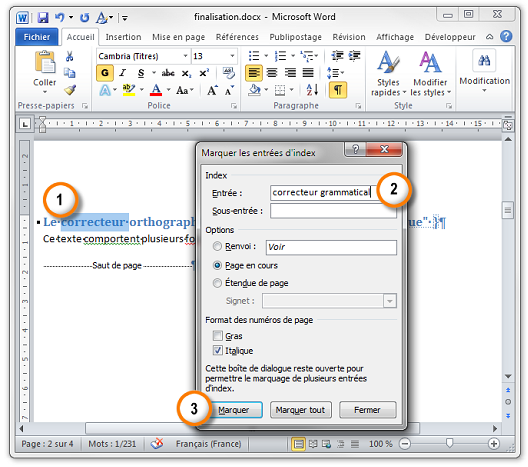 finalisation.docx - Microsoft Word
Fichier Accueil Insertion Mise en page Références Publipostage Révision Affichage Développeur
Coller
Cambria (Titres) 13
G I S abc x₂ x²
Styles rapides
Modifier les styles
Modification
Presse-papiers Police Paragraphe Style
1
Le·correcteur·orthograph
ue"·}¶
Ce·texte·comportent·plusieurs·fo
Saut de page
Marquer les entrées d'index
Index
Entrée : correcteur grammatical
2
Sous-entrée :
Options
Renvoi : Voir
Page en cours
Étendue de page
Signet :
Format des numéros de page
Gras
Italique
Cette boîte de dialogue reste ouverte pour
permettre le marquage de plusieurs entrées
d'index.
3
Marquer Marquer tout Fermer
Page : 2 sur 4 Mots : 1/231 Français (France) 100 %